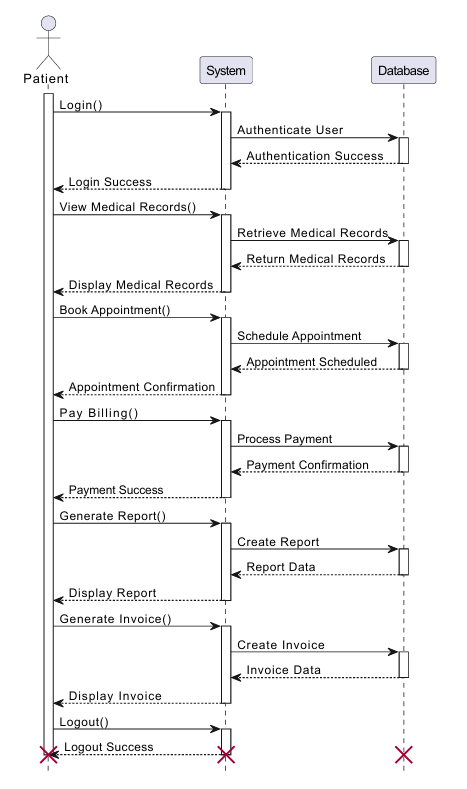 Patient
System
Database
Login()
Authenticate User
Authentication Success
Login Success
View Medical Records()
Retrieve Medical Records
Return Medical Records
Display Medical Records
Book Appointment()
Schedule Appointment
Appointment Scheduled
Appointment Confirmation
Pay Billing()
Process Payment
Payment Confirmation
Payment Success
Generate Report()
Create Report
Report Data
Display Report
Generate Invoice()
Create Invoice
Invoice Data
Display Invoice
Logout()
Logout Success